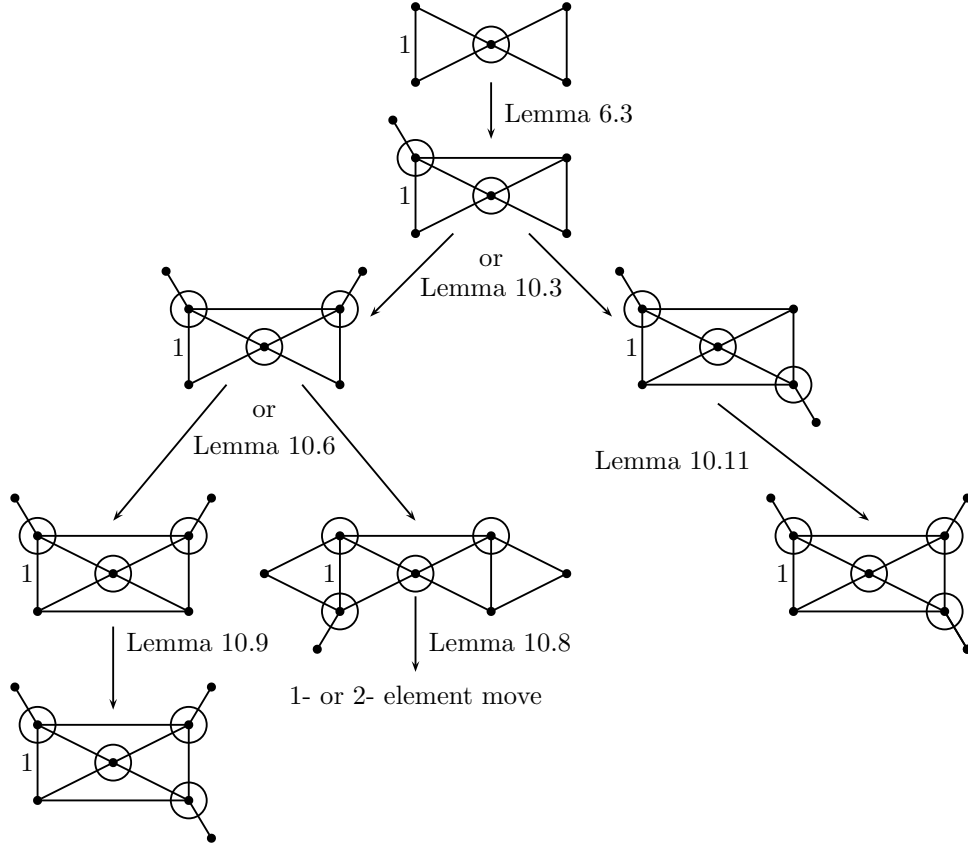 1
Lemma 6.3
1
or
Lemma 10.3
1
1
or
Lemma 10.6
Lemma 10.11
1
1
1
Lemma 10.9
Lemma 10.8
1- or 2- element move
1